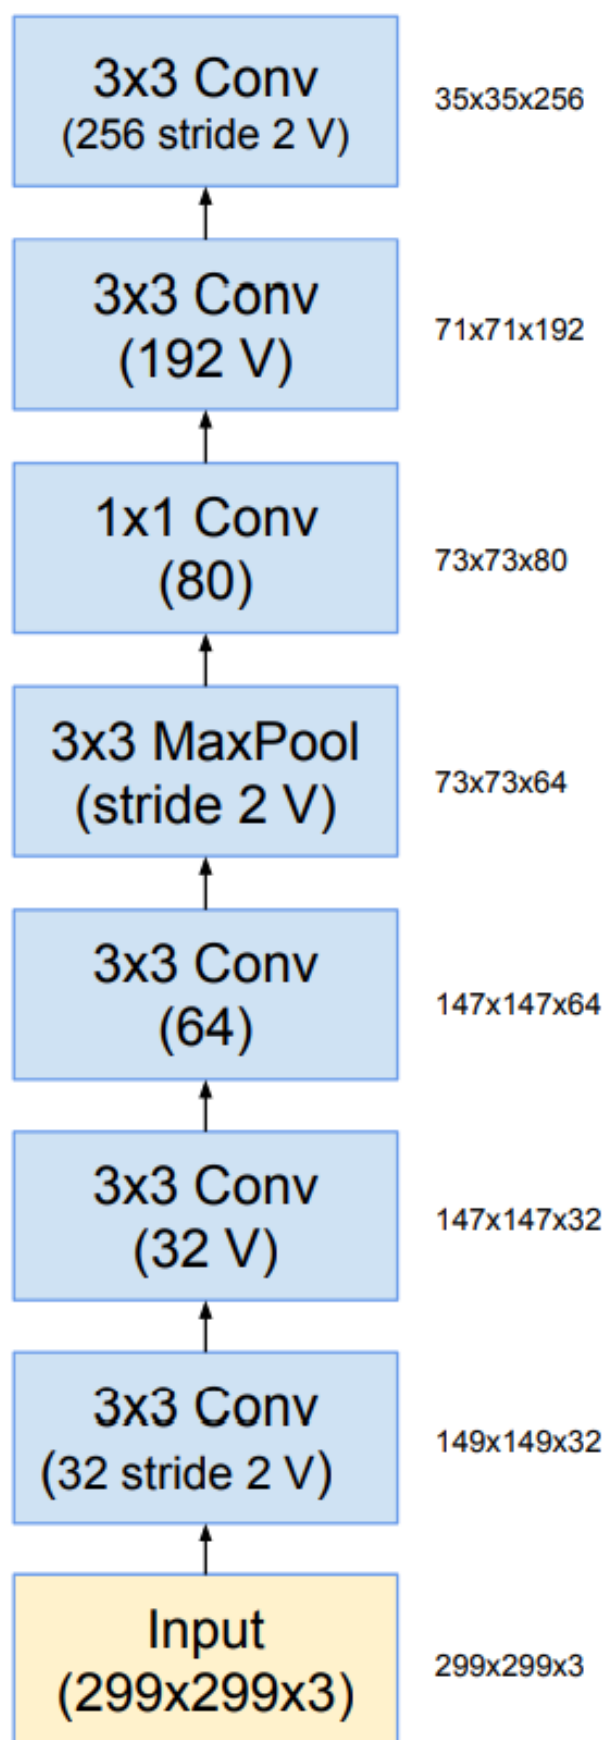 3x3 Conv
(256 stride 2 V)
35x35x256
3x3 Conv
(192 V)
71x71x192
1x1 Conv
(80)
73x73x80
3x3 MaxPool
(stride 2 V)
73x73x64
3x3 Conv
(64)
147x147x64
3x3 Conv
(32 V)
147x147x32
3x3 Conv
(32 stride 2 V)
149x149x32
Input
(299x299x3)
299x299x3